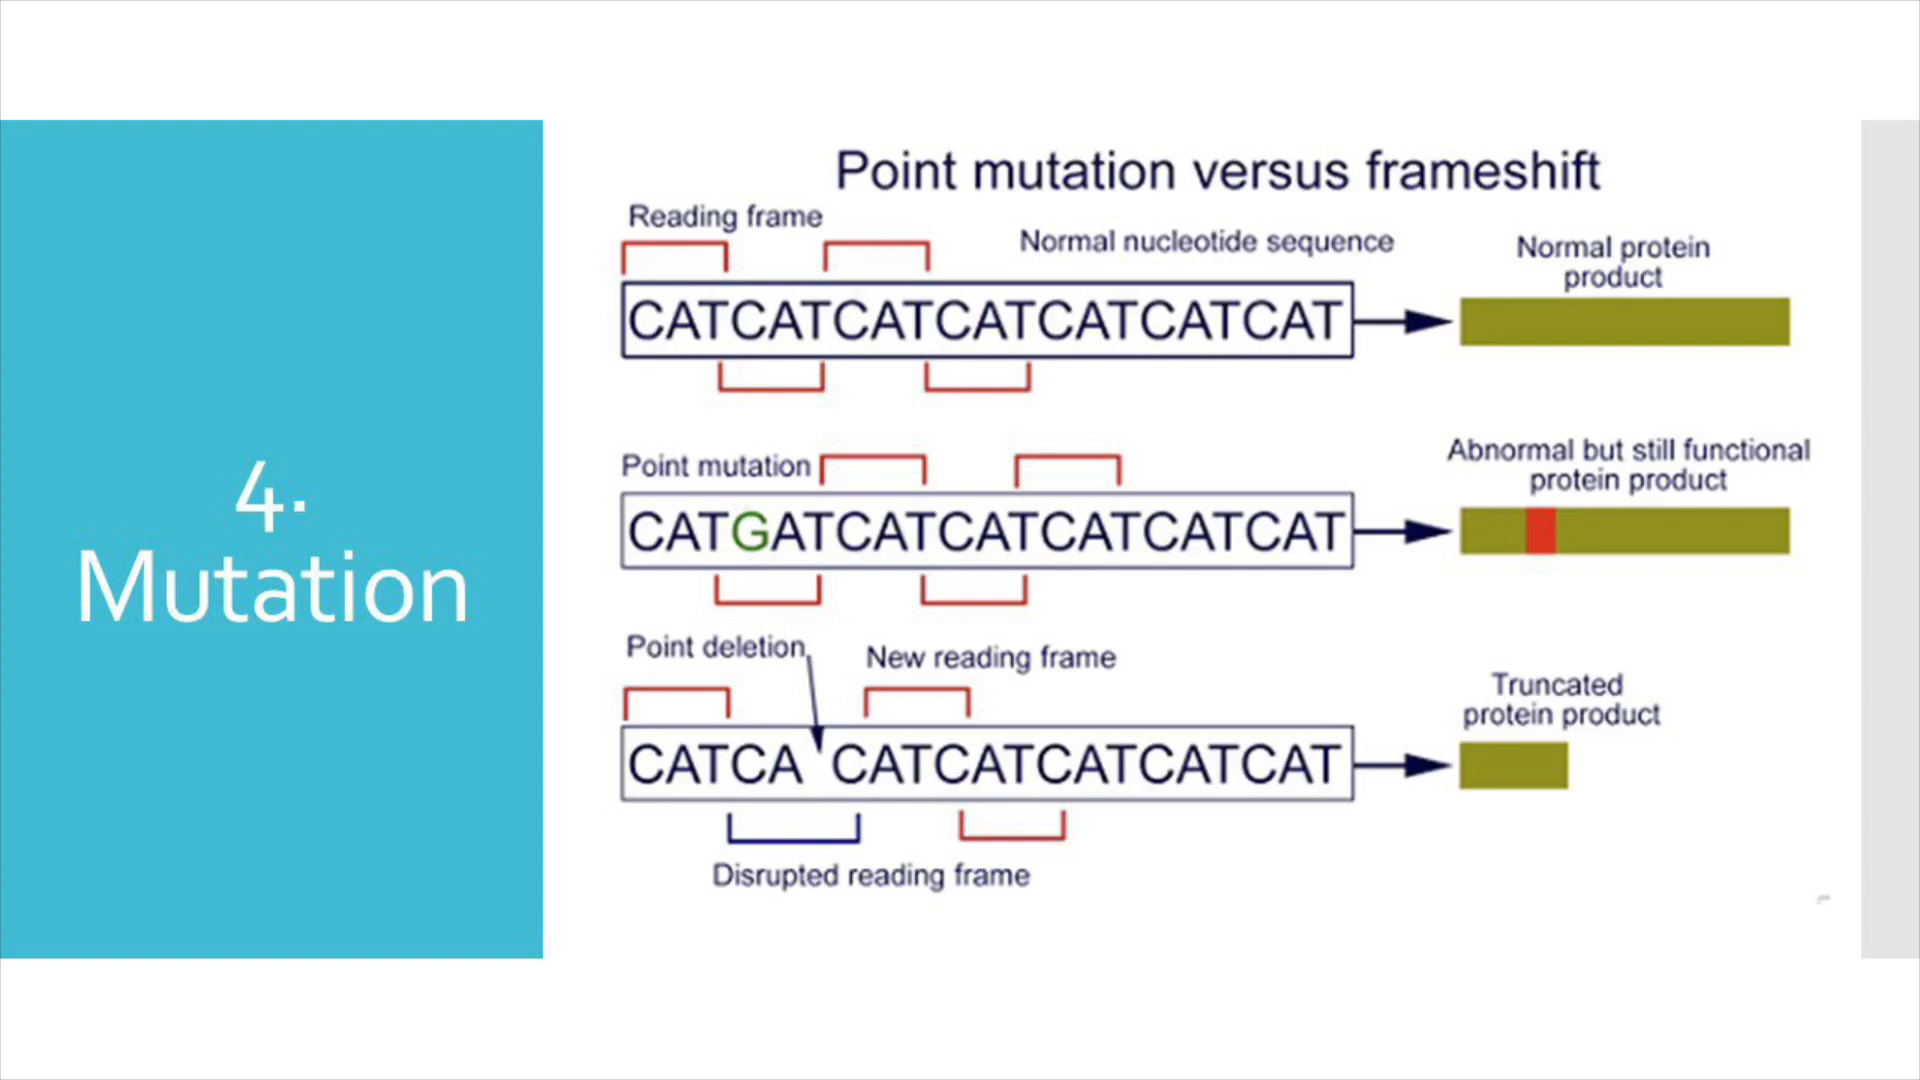 4.
Mutation
Point mutation versus frameshift
Reading frame
Normal nucleotide sequence
Normal protein
product
CATCATCATCATCATCATCAT
Point mutation
Abnormal but still functional
protein product
CATGATCATCATCATCATCAT
Point deletion
New reading frame
Truncated
protein product
CATCA CATCATCATCATCAT
Disrupted reading frame